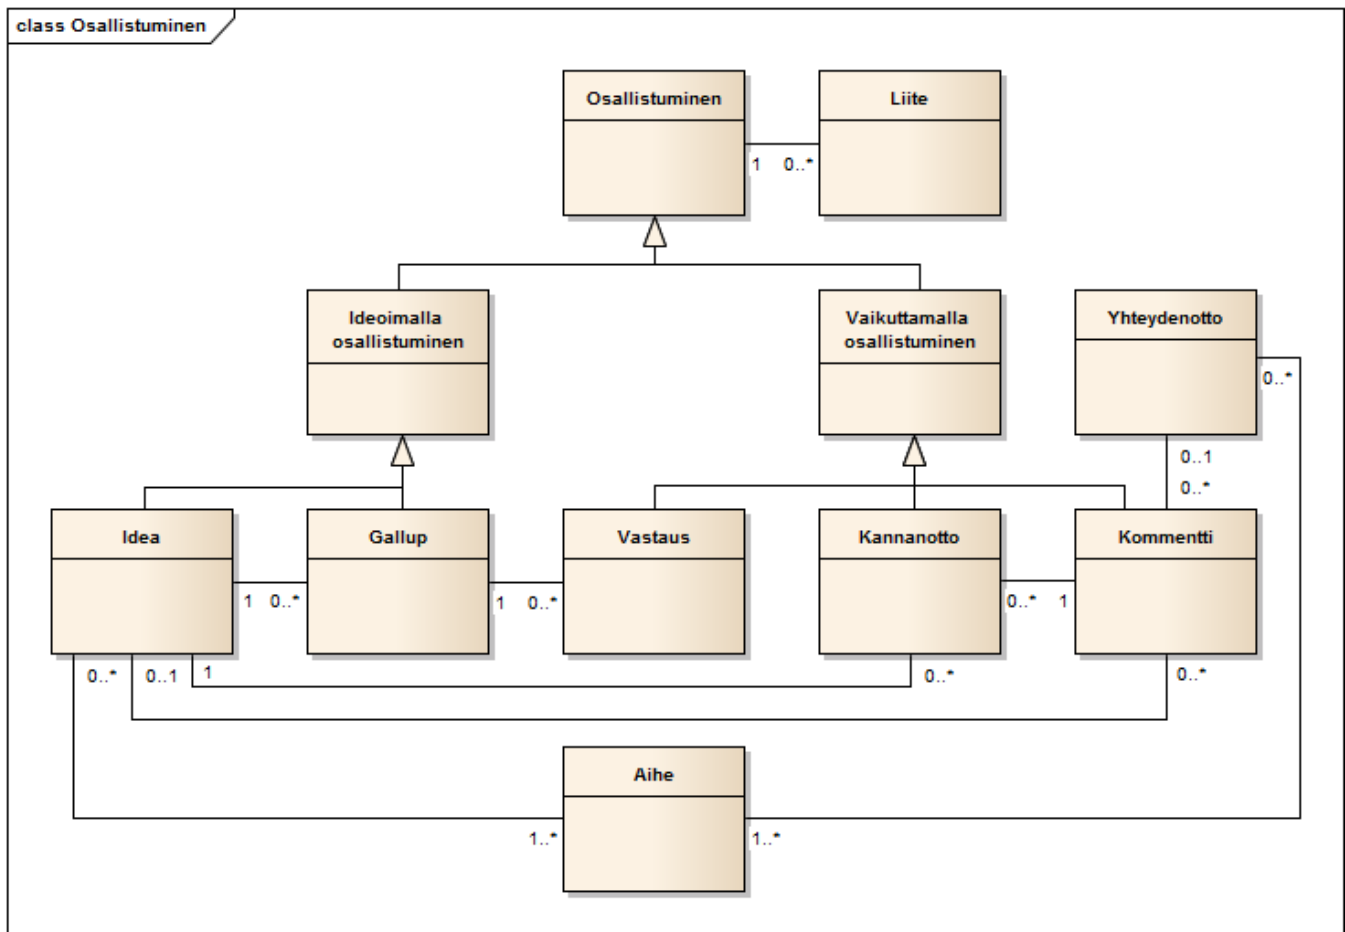 class Osallistuminen
Osallistuminen
Liite
1
0..*
Ideoimalla
osallistuminen
Vaikuttamalla
osallistuminen
Yhteydenotto
0..*
0..1
0..*
Idea
Gallup
Vastaus
Kannanotto
Kommentti
1
0..*
1
0..*
0..*
1
0..*
0..1
1
0..*
0..*
Aihe
1..*
1..*